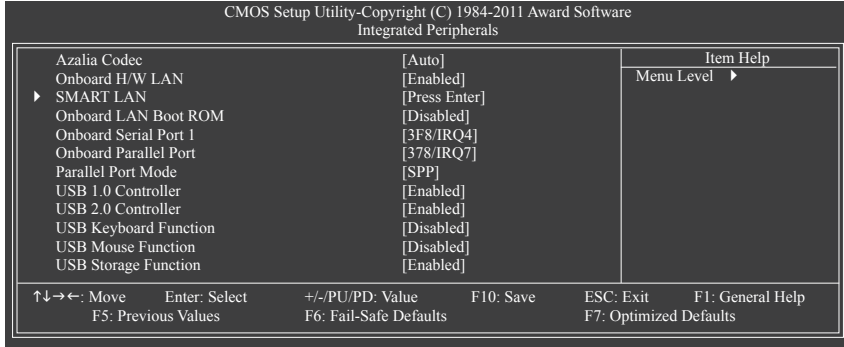 CMOS Setup Utility-Copyright (C) 1984-2011 Award Software
Integrated Peripherals
Azalia Codec [Auto]
Onboard H/W LAN [Enabled]
SMART LAN [Press Enter]
Onboard LAN Boot ROM [Disabled]
Onboard Serial Port 1 [3F8/IRQ4]
Onboard Parallel Port [378/IRQ7]
Parallel Port Mode [SPP]
USB 1.0 Controller [Enabled]
USB 2.0 Controller [Enabled]
USB Keyboard Function [Disabled]
USB Mouse Function [Disabled]
USB Storage Function [Enabled]
Item Help
Menu Level
↑↓→←: Move Enter: Select +/-/PU/PD: Value F10: Save ESC: Exit F1: General Help
F5: Previous Values F6: Fail-Safe Defaults F7: Optimized Defaults